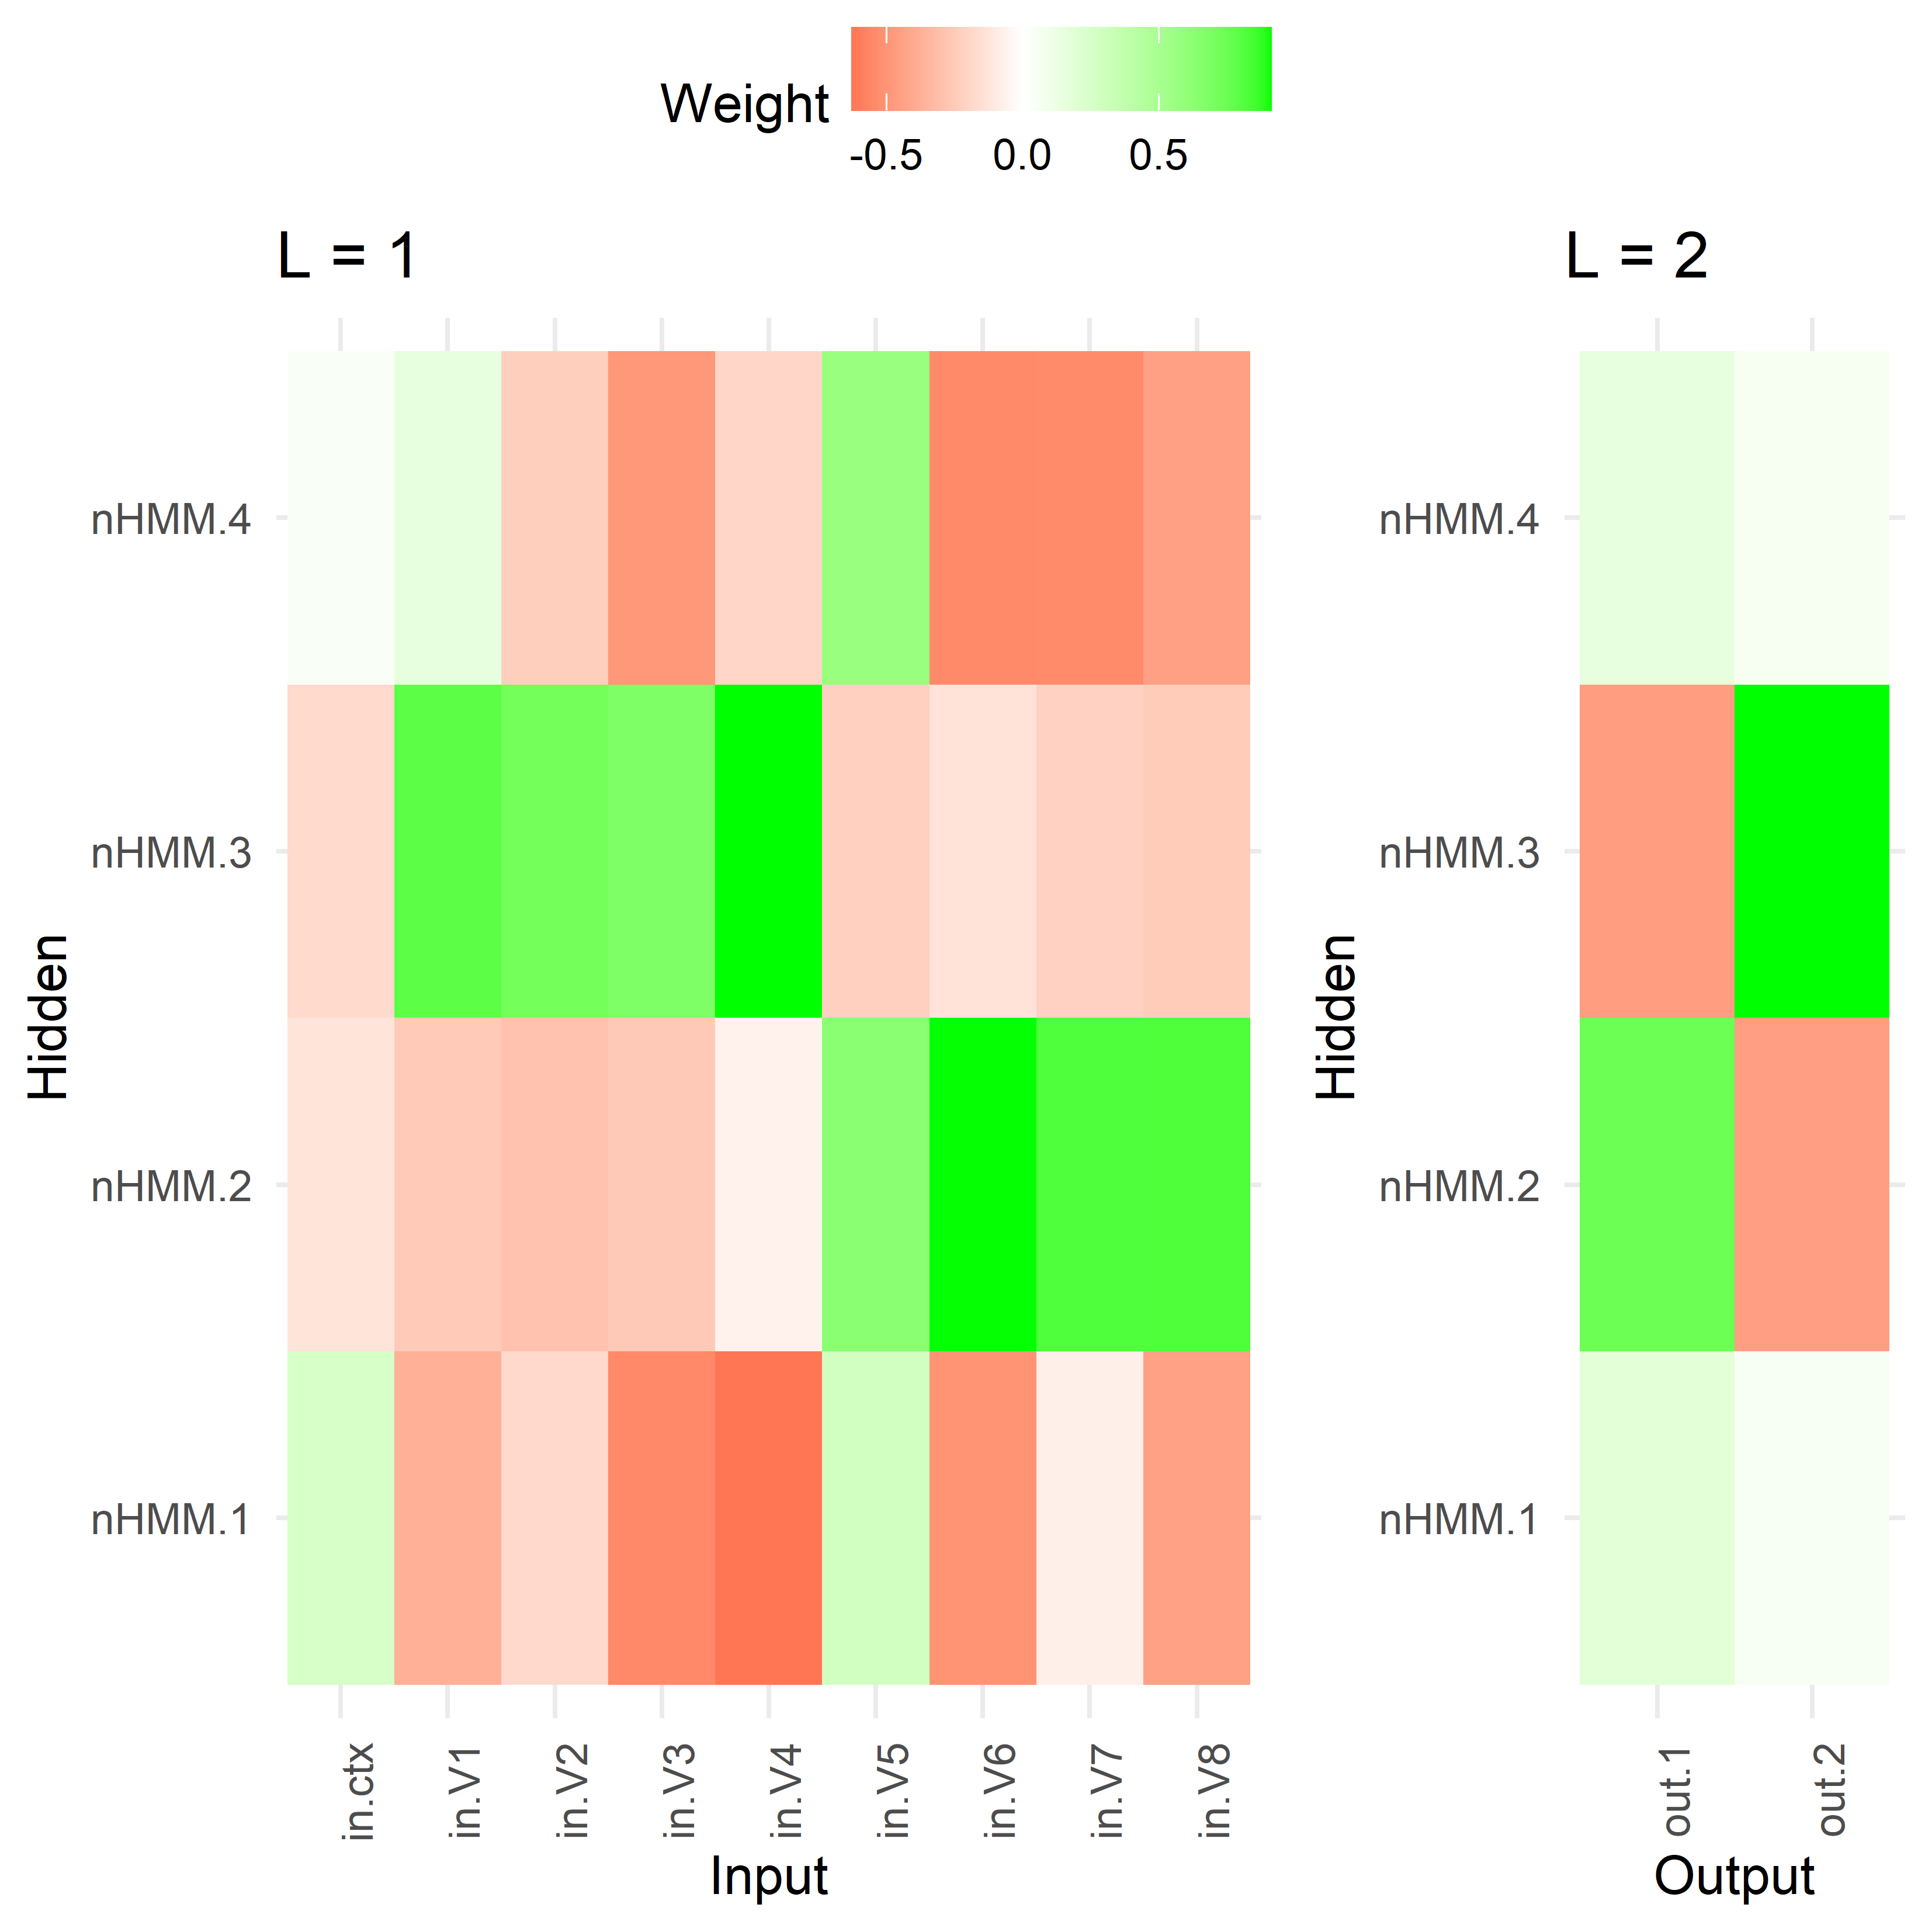 Weight
-0.5 0.0 0.5
L = 1
L = 2
Hidden
nHMM.4
nHMM.3
nHMM.2
nHMM.1
in.ctx in.V1 in.V2 in.V3 in.V4 in.V5 in.V6 in.V7 in.V8
Input
Hidden
nHMM.4
nHMM.3
nHMM.2
nHMM.1
out.1 out.2
Output